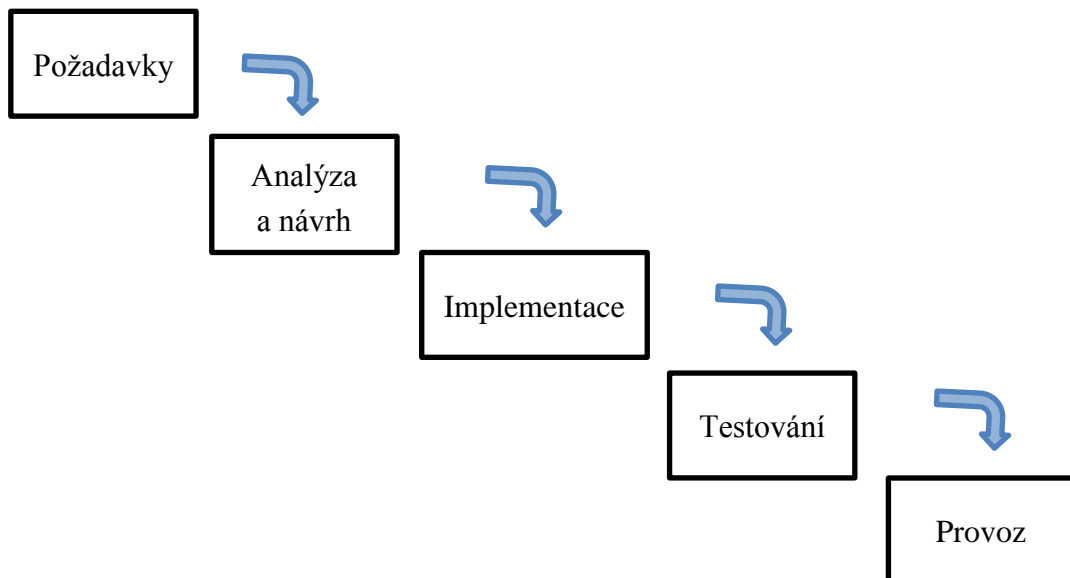 Požadavky
Analýza
a návrh
Implementace
Testování
Provoz